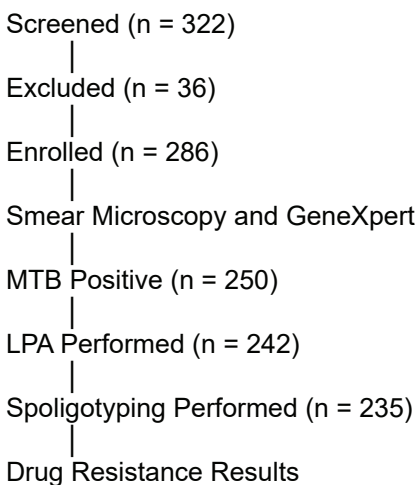 Screened (n = 322)
Excluded (n = 36)
Enrolled (n = 286)
Smear Microscopy and GeneXpert
MTB Positive (n = 250)
LPA Performed (n = 242)
Spoligotyping Performed (n = 235)
Drug Resistance Results